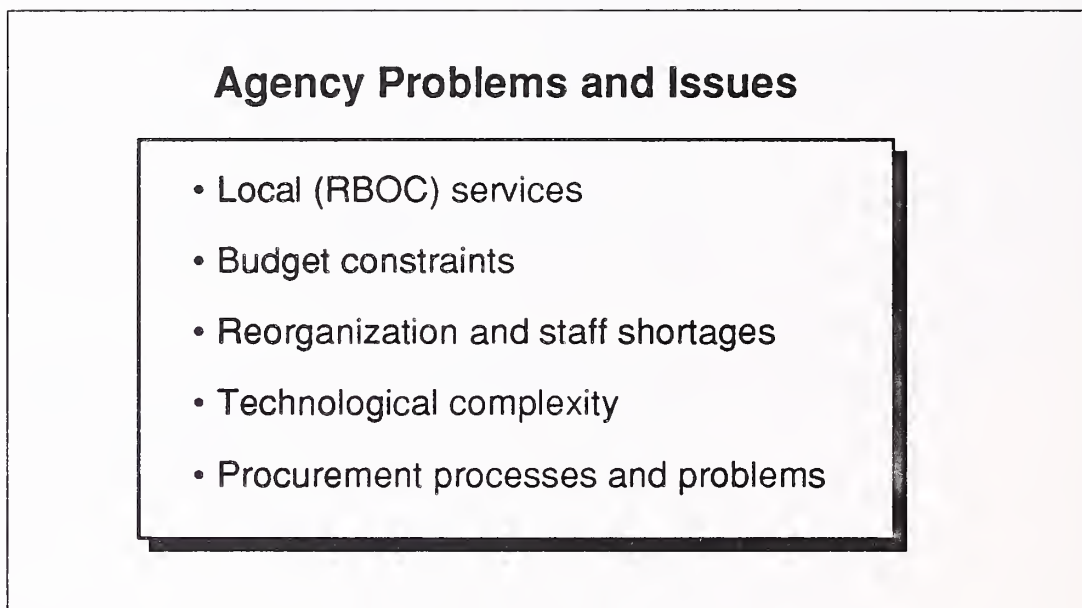 Agency Problems and Issues
• Local (RBOC) services
• Budget constraints
• Reorganization and staff shortages
• Technological complexity
• Procurement processes and problems